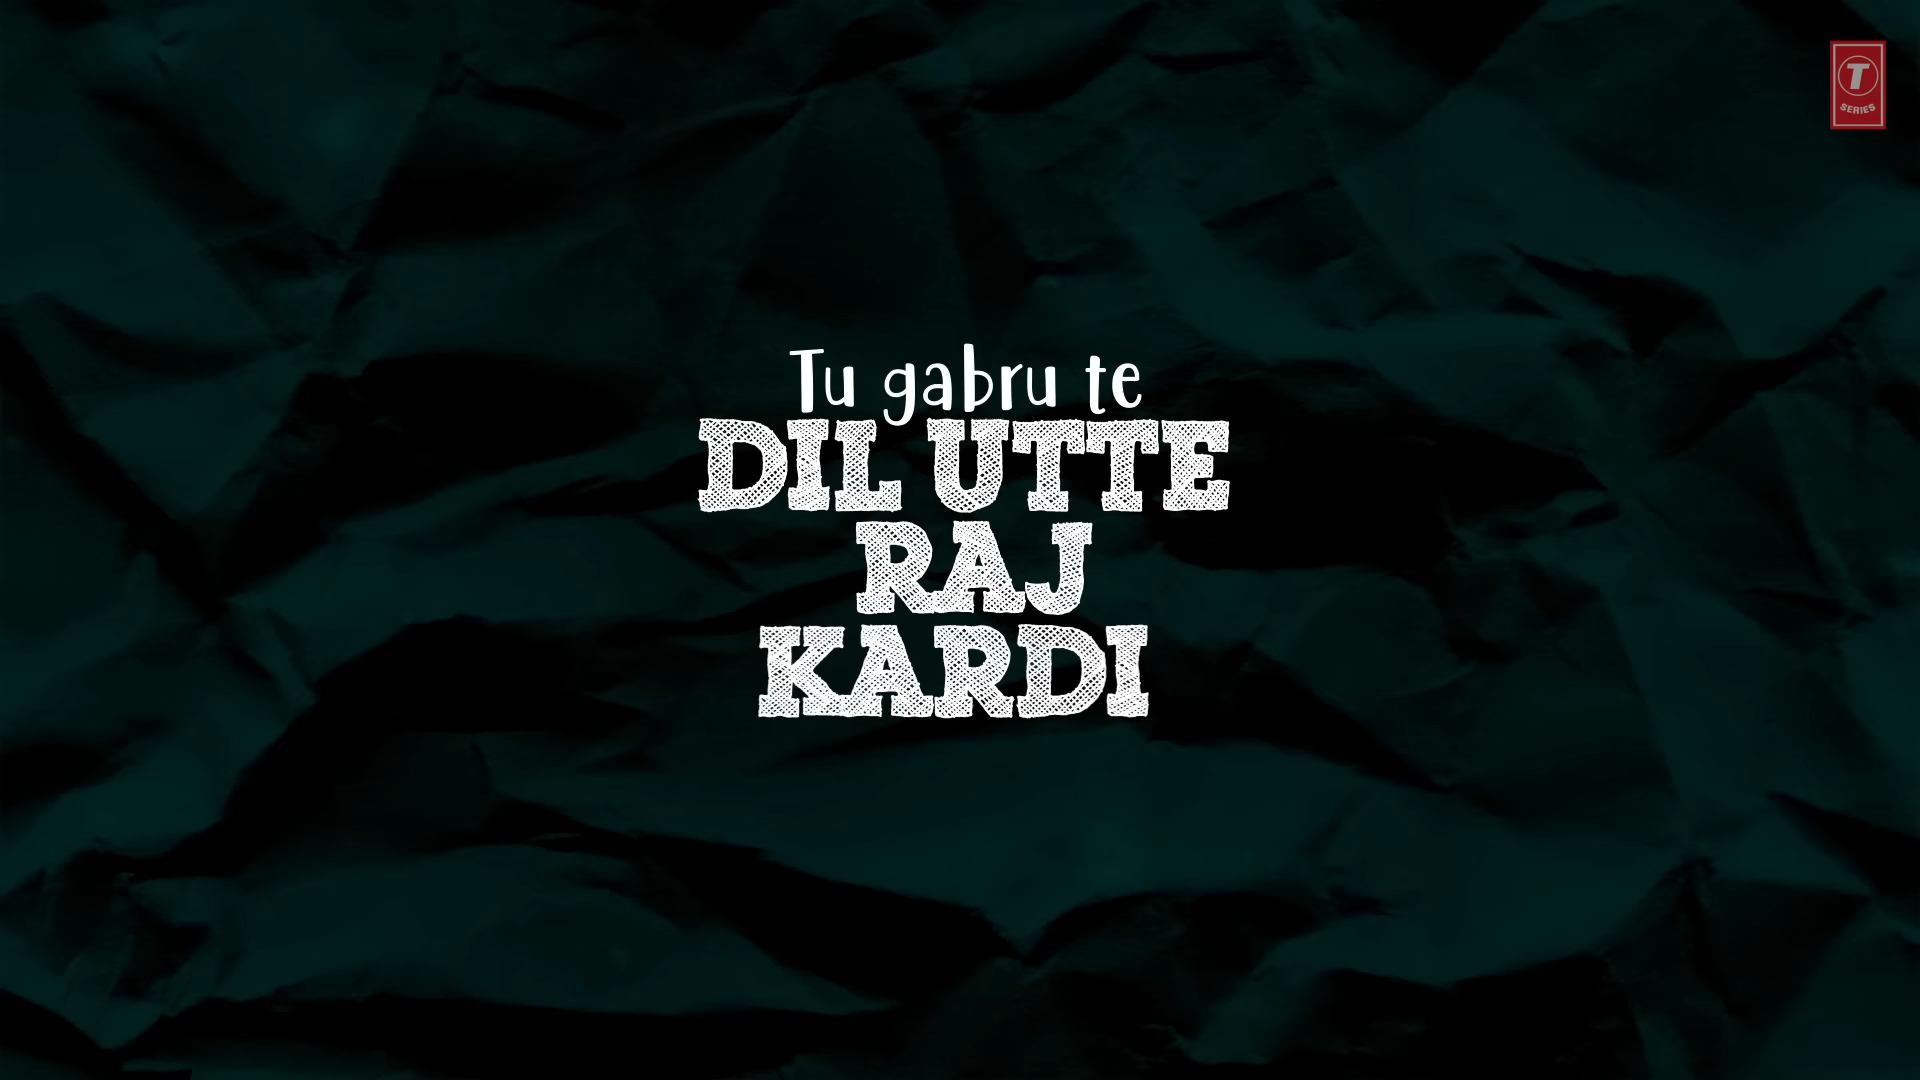 T
SERIES
Tu gabru te
DIL UTTE
RAJ
KARDI